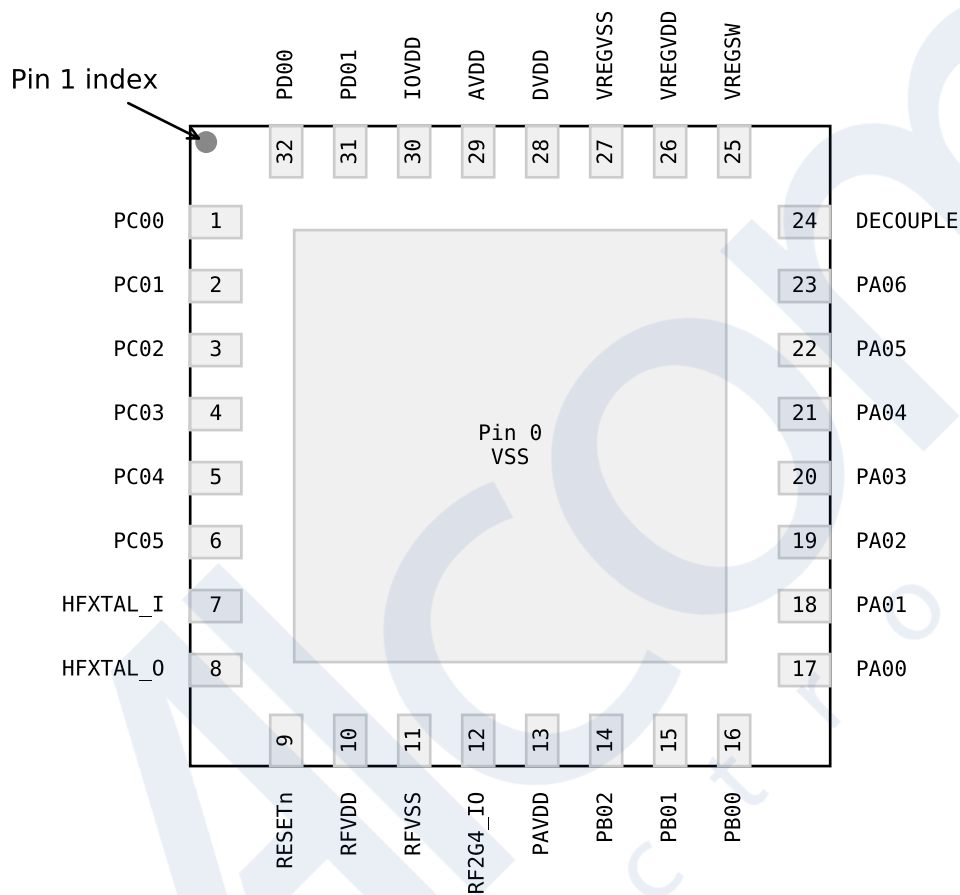 Pin 1 index
PD00
PD01
IOVDD
AVDD
DVDD
VREGVSS
VREGVDD
VREGSW
32
31
30
29
28
27
26
25
PC00 1
PC01 2
PC02 3
PC03 4
PC04 5
PC05 6
HFXTAL_I 7
HFXTAL_O 8
Pin 0
VSS
24 DECOUPLE
23 PA06
22 PA05
21 PA04
20 PA03
19 PA02
18 PA01
17 PA00
9
10
11
12
13
14
15
16
RESETn
RFVDD
RFVSS
RF2G4_IO
PAVDD
PB02
PB01
PB00
Alcom
ctro